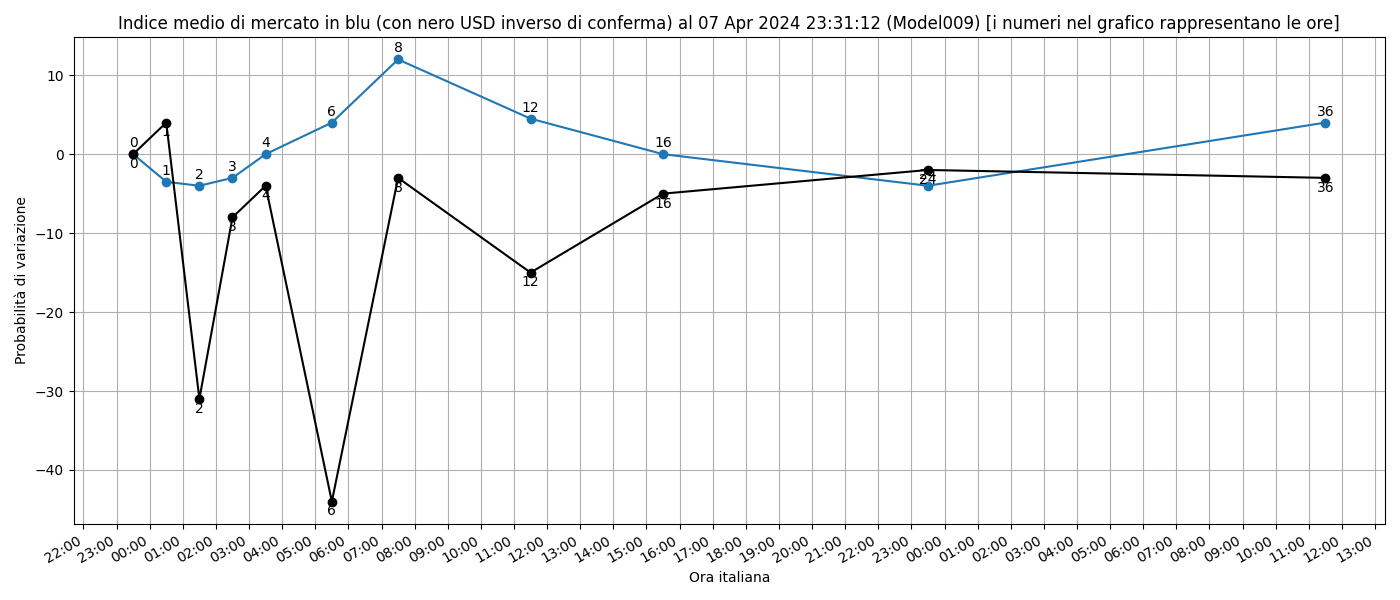 Indice medio di mercato in blu (con nero USD inverso di conferma) al 07 Apr 2024 23:31:12 (Model009) [i numeri nel grafico rappresentano le ore]
Probabilità di variazione
10
0
−10
−20
−30
−40
0 1 2 3 4 6 8 12 16 24 36
0 1 2 3 4 6 8 12 16 24 36
22:00 23:00 00:00 01:00 02:00 03:00 04:00 05:00 06:00 07:00 08:00 09:00 10:00 11:00 12:00 13:00 14:00 15:00 16:00 17:00 18:00 19:00 20:00 21:00 22:00 23:00 00:00 01:00 02:00 03:00 04:00 05:00 06:00 07:00 08:00 09:00 10:00 11:00 12:00 13:00
Ora italiana